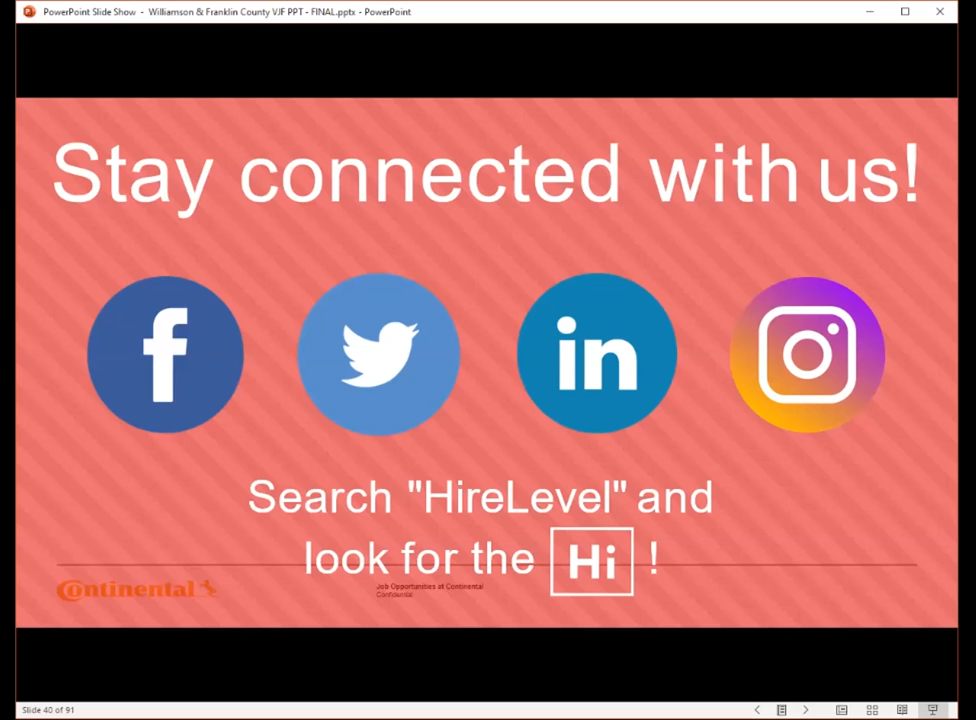 PowerPoint Slide Show - Williamson & Franklin County VJF PPT - FINAL.pptx - PowerPoint
Stay connected with us!
f
in
Search "HireLevel" and
look for the Hi !
Continental
Job Opportunities at Continental
Confidential
Slide 40 of 91